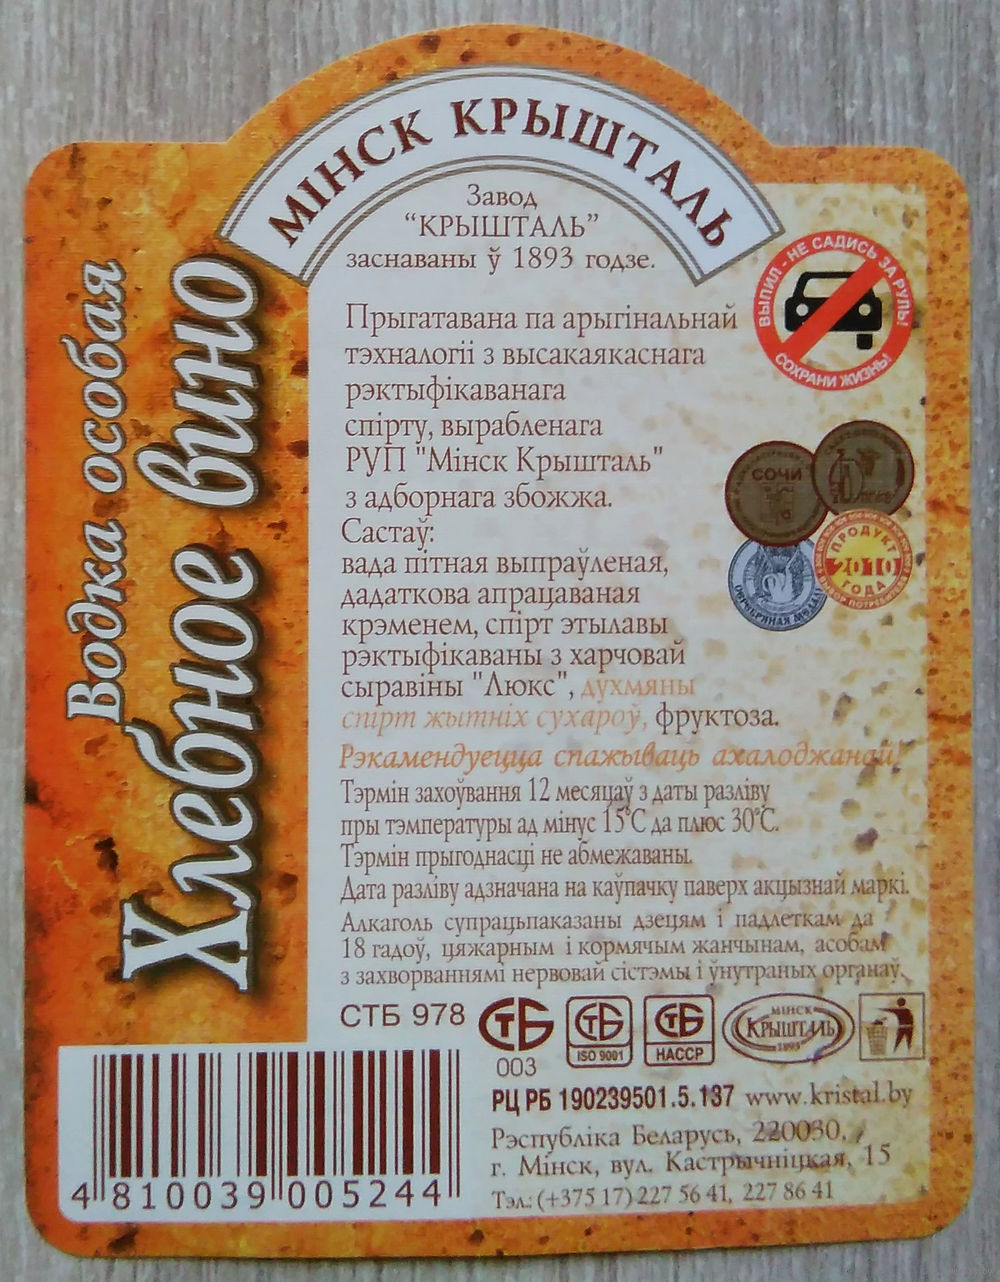 МІНСК КРЫШТАЛЬ
Завод
“КРЫШТАЛЬ”
заснаваны ў 1893 годзе.
Водка особая
Хлебное вино
ВЫПИЛ - НЕ САДИСЬ ЗА РУЛЬ!
СОХРАНИ ЖИЗНЬ!
Прыгатавана па арыгінальнай
тэхналогіі з высакаякаснага
рэктыфікаванага
спірту, вырабленага
РУП "Мінск Крышталь"
з адборнага збожжа.
СОЧИ
ПРОДУКТ
2010
ГОДА
Састаў:
вада пітная выпраўленая,
дадаткова апрацаваная
крэменем, спірт этылавы
рэктыфікаваны з харчовай
сыравіны "Люкс", духмяны
спірт жытніх сухароў, фруктоза.
Рэкамендуецца спажываць ахалоджанай!
Тэрмін захоўвання 12 месяцаў з даты разліву
пры тэмпературы ад мінус 15°С да плюс 30°С.
Тэрмін прыгоднасці не абмежаваны.
Дата разліву адзначана на каўпачку паверх акцызнай маркі.
Алкаголь супрацьпаказаны дзецям і падлеткам да
18 гадоў, цяжарным і кормячым жанчынам, асобам
з захворваннямі нервовай сістэмы і ўнутраных органаў.
СТБ 978
СТБ
003
СТБ
ISO 9001
СТБ
НАССР
МІНСК
КРЫШТАЛЬ
1893
РЦ РБ 190239501.5.137 www.kristal.by
Рэспубліка Беларусь, 220030,
г. Мінск, вул. Кастрычніцкая, 15
Тэл.: (+375 17) 227 56 41, 227 86 41
4 810039 005244